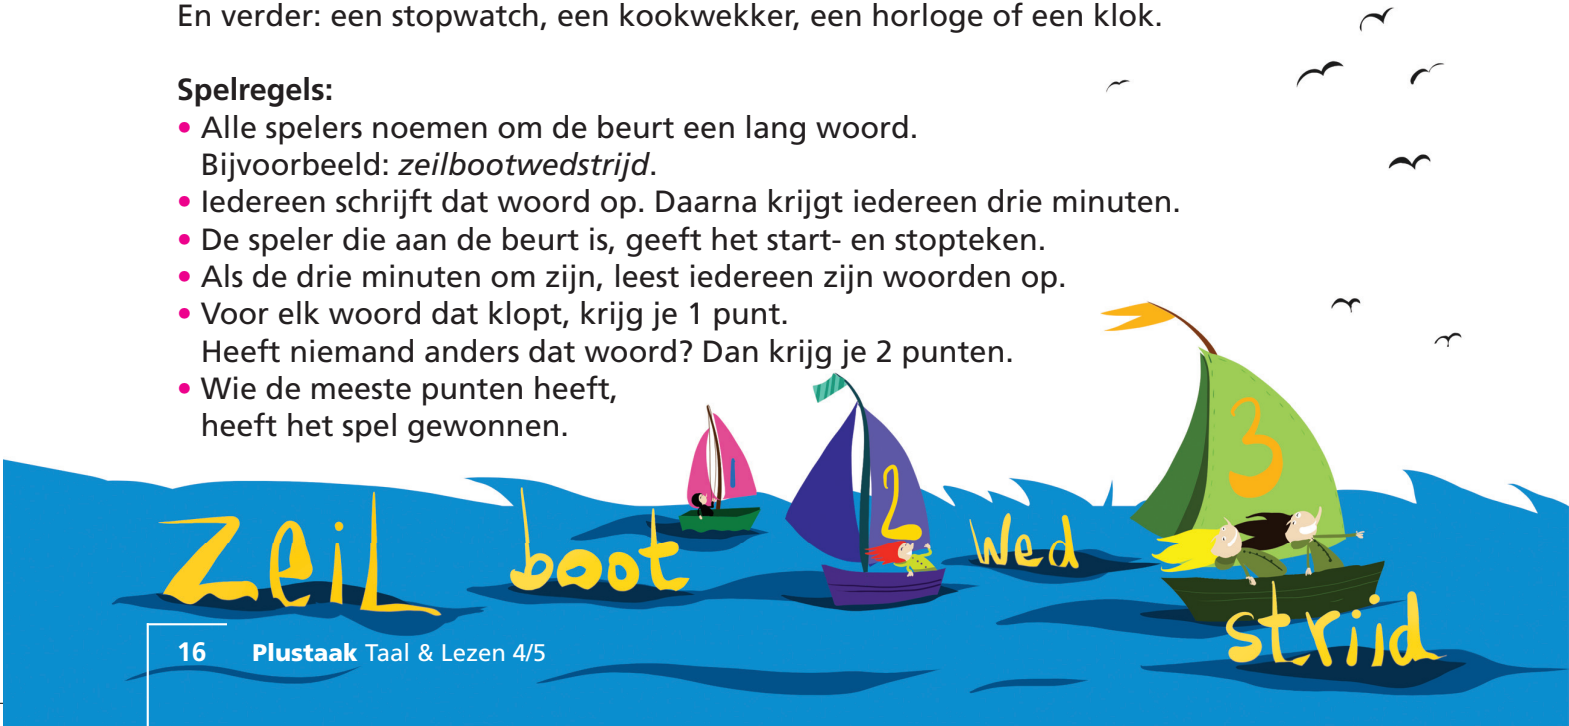 En verder: een stopwatch, een kookwekker, een horloge of een klok.
Spelregels:
• Alle spelers noemen om de beurt een lang woord.
Bijvoorbeeld: zeilbootwedstrijd.
• Iedereen schrijft dat woord op. Daarna krijgt iedereen drie minuten.
• De speler die aan de beurt is, geeft het start- en stopteken.
• Als de drie minuten om zijn, leest iedereen zijn woorden op.
• Voor elk woord dat klopt, krijg je 1 punt.
Heeft niemand anders dat woord? Dan krijg je 2 punten.
• Wie de meeste punten heeft,
heeft het spel gewonnen.
1
2
3
zeil boot wed strijd
16 Plustaak Taal & Lezen 4/5